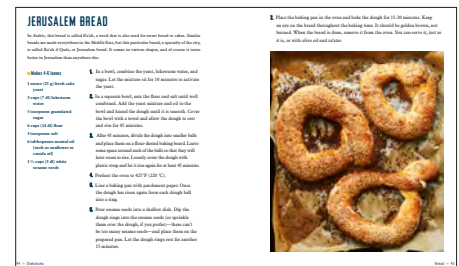 JERUSALEM BREAD
In Arabic, this bread is called Ka'ak, a word that is also used for sweet bread or cakes. Similar
breads are made everywhere in the Middle East, but this particular bread, a specialty of the city,
is called Ka'ak il Quds, or Jerusalem bread. It comes in various shapes, and of course it tastes
better in Jerusalem than anywhere else.
Makes 4-6 loaves
1 ounce (25 g) fresh cake
yeast
2 cups (7 dl) lukewarm
water
1 teaspoon granulated
sugar
6 cups (14 dl) flour
1 teaspoon salt
6 tablespoons neutral oil
(such as sunflower or
canola oil)
1 ¼ cups (3 dl) white
sesame seeds
1. In a bowl, combine the yeast, lukewarm water, and
sugar. Let the mixture sit for 10 minutes to activate
the yeast.
2. In a separate bowl, mix the flour and salt until well
combined. Add the yeast mixture and oil to the
bowl and knead the dough until it is smooth. Cover
the bowl with a towel and allow the dough to rest
and rise for 45 minutes.
3. After 45 minutes, divide the dough into smaller balls
and place them on a flour-dusted baking board. Leave
some space around each of the balls so that they will
have room to rise. Loosely cover the dough with
plastic wrap and let it rise again for at least 45 minutes.
4. Preheat the oven to 425°F (220 °C).
5. Line a baking pan with parchment paper. Once
the dough has risen again form each dough ball
into a ring.
6. Pour sesame seeds into a shallow dish. Dip the
dough rings into the sesame seeds (or sprinkle
them over the dough, if you prefer)—there can't
be too many sesame seeds—and place them on the
prepared pan. Let the dough rings rest for another
15 minutes.
Place the baking pan in the oven and bake the dough for 15-20 minutes. Keep
an eye on the bread throughout the baking time. It should be golden brown, not
burned. When the bread is done, remove it from the oven. You can serve it, just as
it is, or with olive oil and za'atar.
Bread